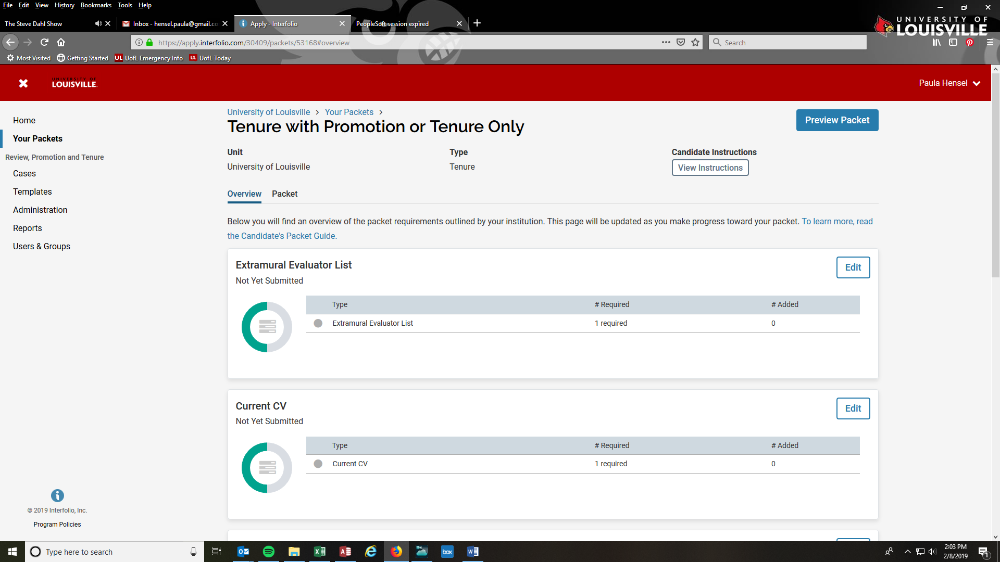 File Edit View History Bookmarks Tools Help
The Steve Dahl Show
Inbox - hensel.paula@gmail.co
Apply - Interfolio
PeopleSoft session expired
UNIVERSITY OF
LOUISVILLE
https://apply.interfolio.com/30409/packets/53168#overview
Search
Most Visited
Getting Started
UL UofL Emergency Info
UL UofL Today
UNIVERSITY OF
LOUISVILLE.
Paula Hensel
Home
Your Packets
Review, Promotion and Tenure
Cases
Templates
Administration
Reports
Users & Groups
University of Louisville > Your Packets >
Tenure with Promotion or Tenure Only
Preview Packet
Unit
University of Louisville
Type
Tenure
Candidate Instructions
View Instructions
Overview Packet
Below you will find an overview of the packet requirements outlined by your institution. This page will be updated as you make progress toward your packet. To learn more, read
the Candidate's Packet Guide.
Extramural Evaluator List
Edit
Not Yet Submitted
Type # Required # Added
Extramural Evaluator List 1 required 0
Current CV
Edit
Not Yet Submitted
Type # Required # Added
Current CV 1 required 0
© 2019 Interfolio, Inc.
Program Policies
Type here to search
box
2:03 PM
2/8/2019
1